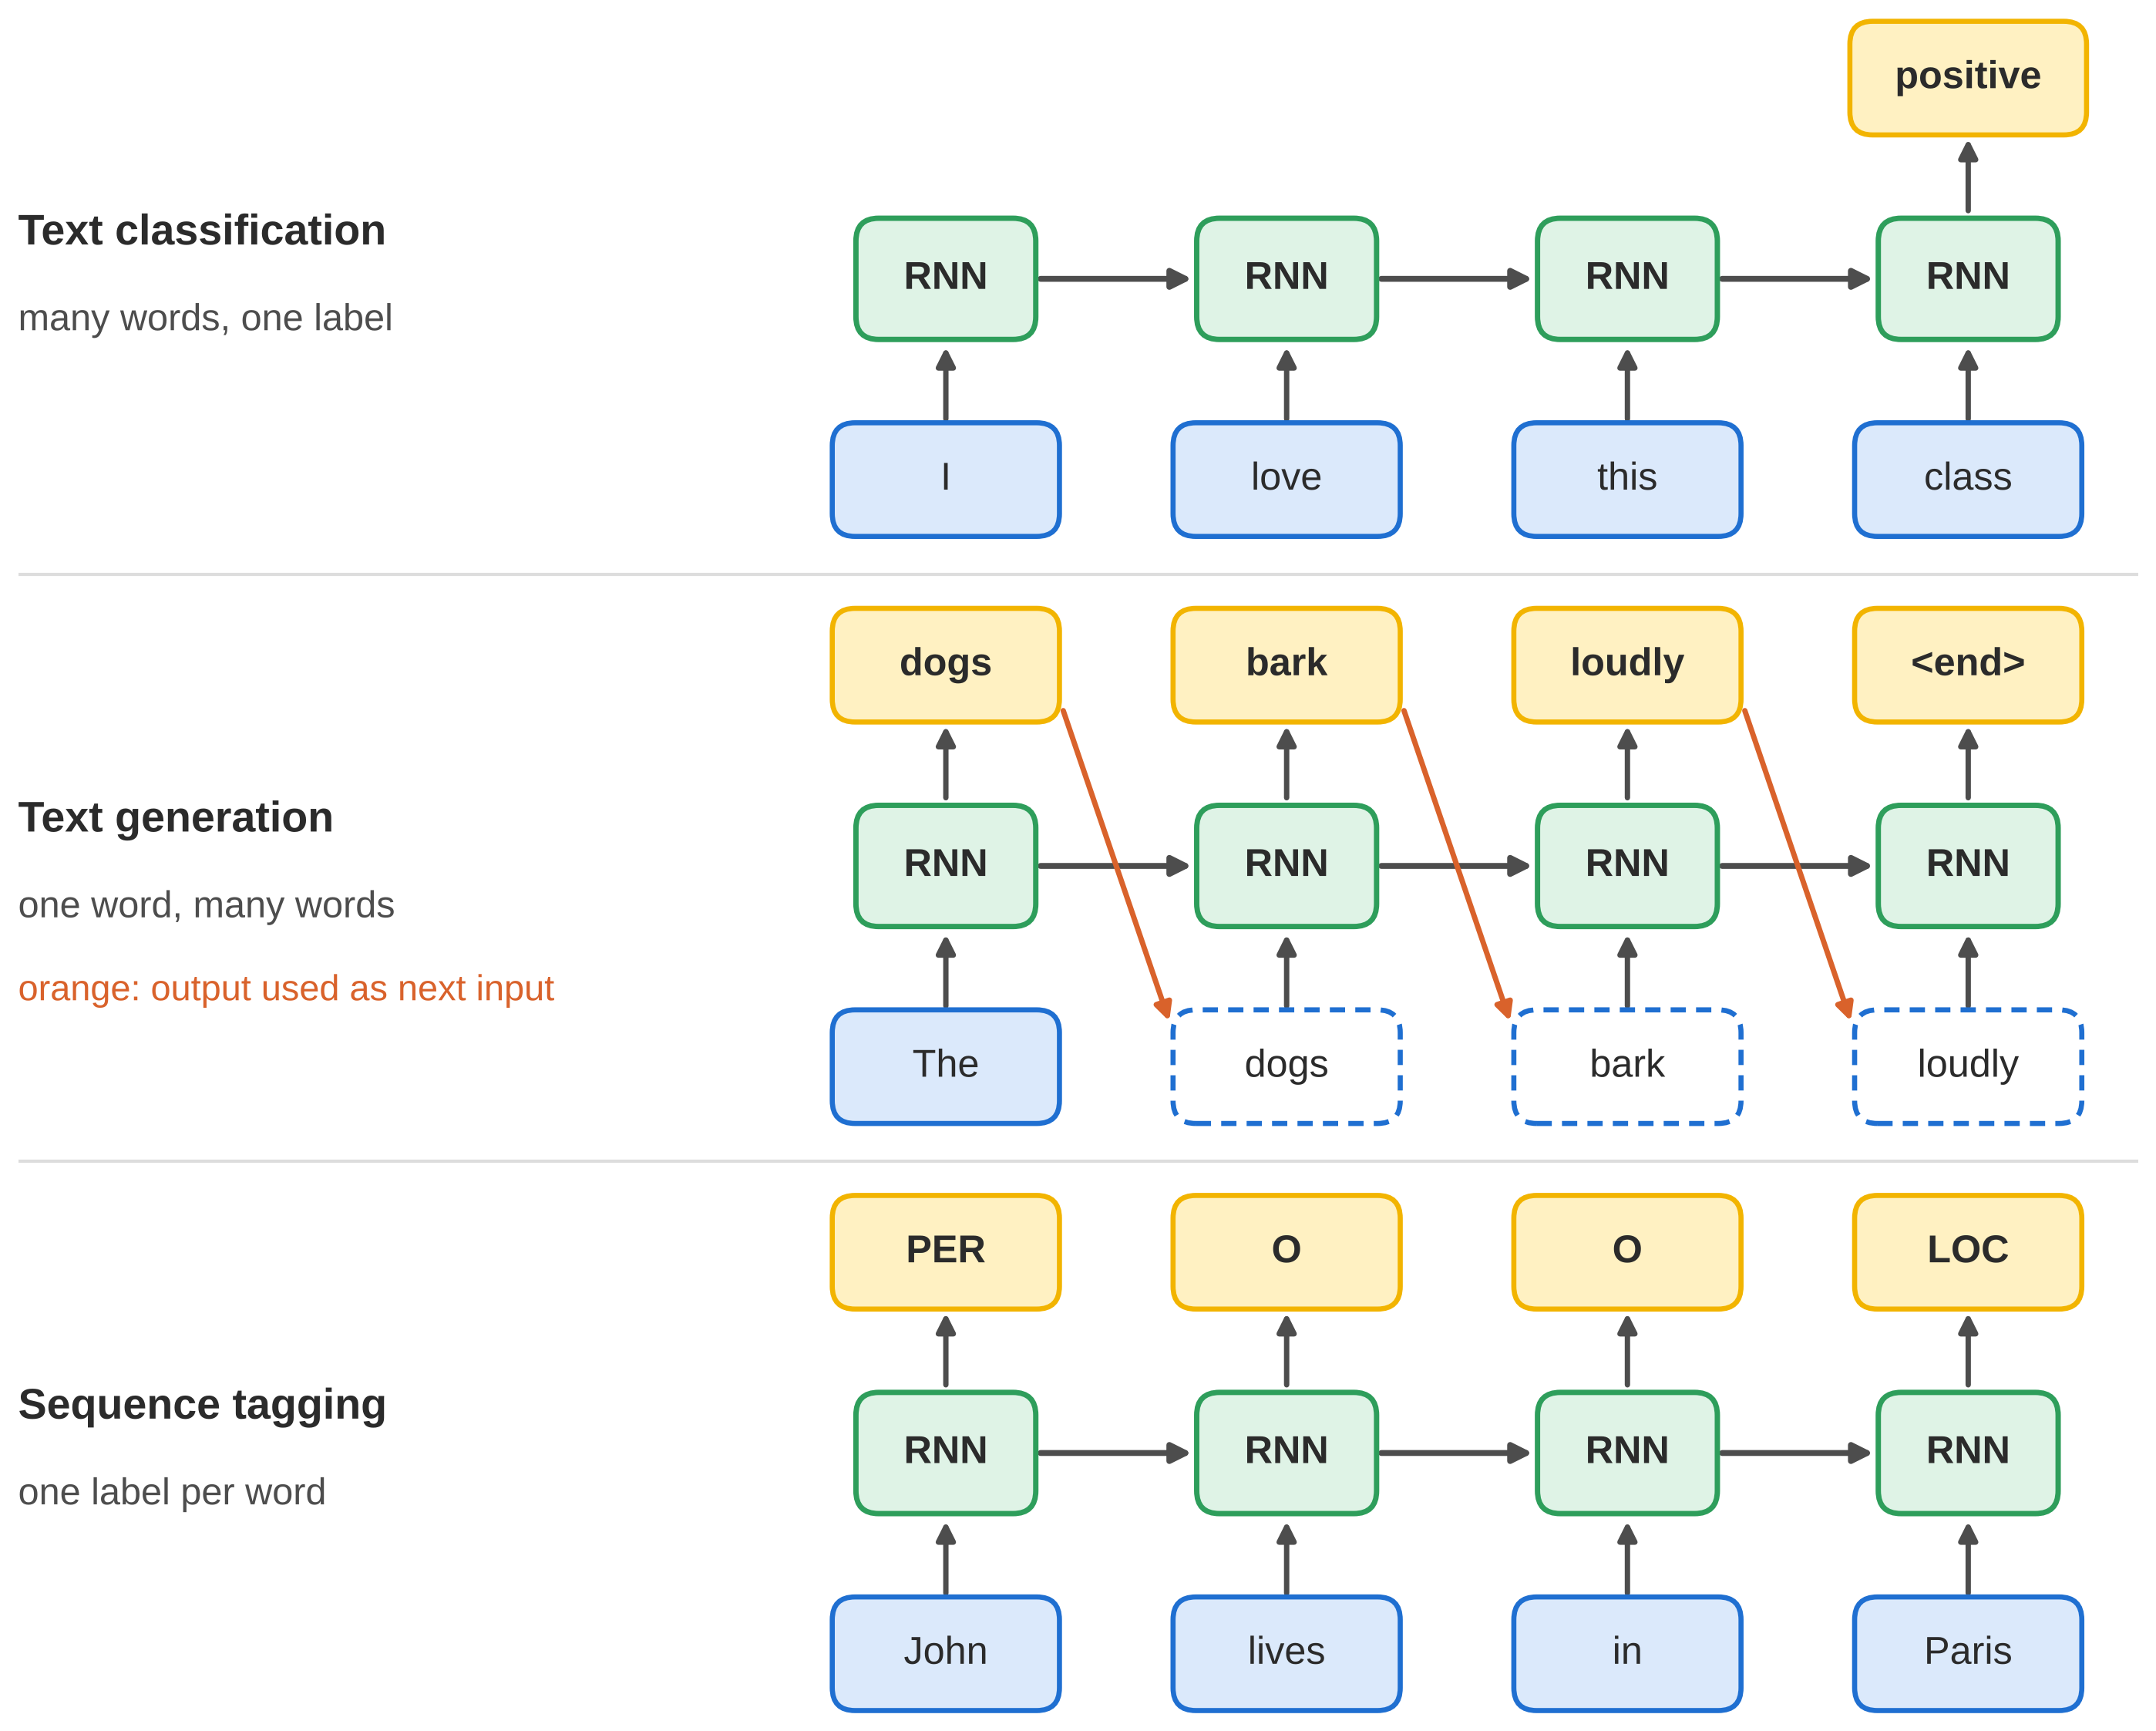 positive
Text classification
many words, one label
RNN RNN RNN RNN
I love this class
dogs bark loudly <end>
Text generation
one word, many words
orange: output used as next input
RNN RNN RNN RNN
The dogs bark loudly
PER O O LOC
Sequence tagging
one label per word
RNN RNN RNN RNN
John lives in Paris